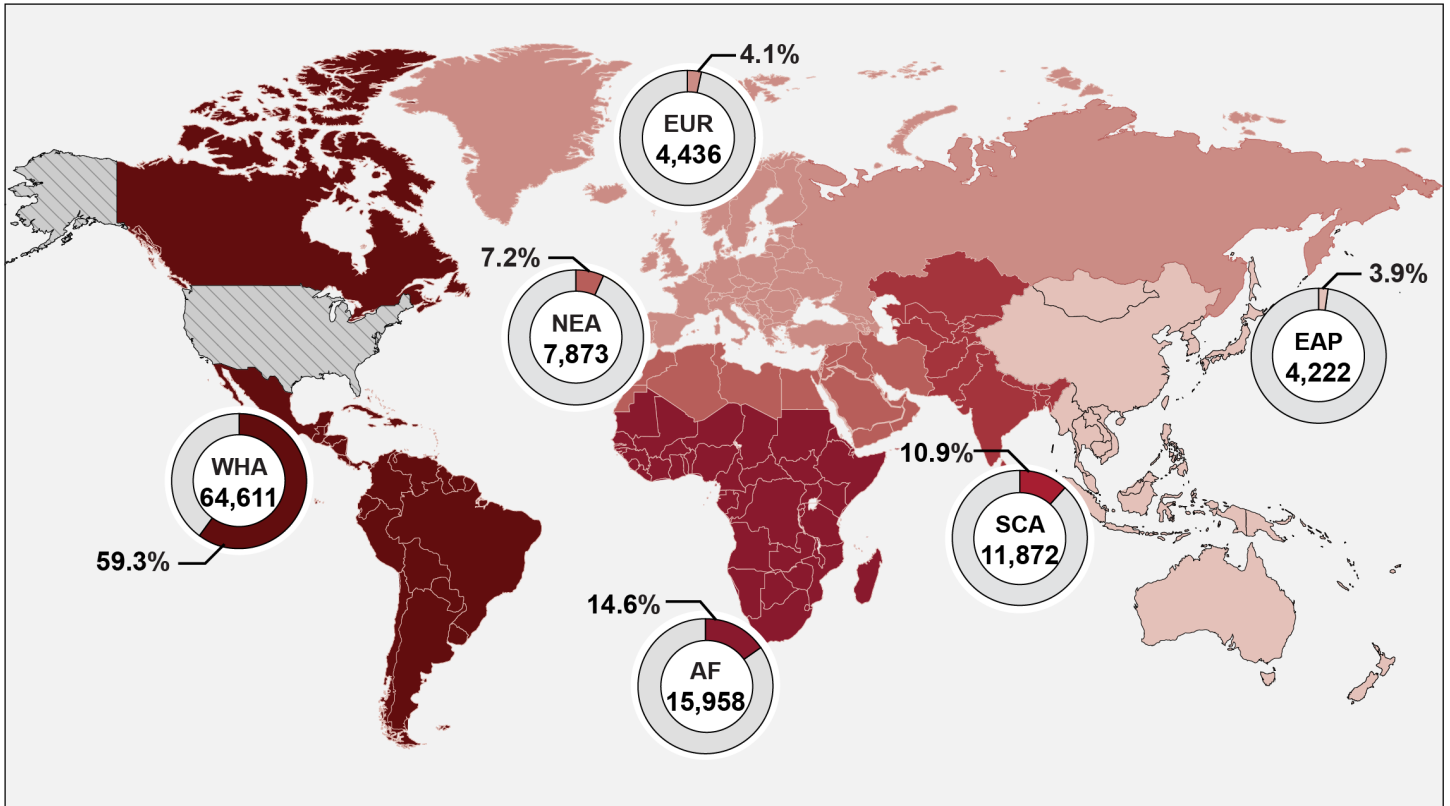 4.1%
EUR
4,436
7.2%
NEA
7,873
3.9%
EAP
4,222
WHA
64,611
59.3%
10.9%
SCA
11,872
14.6%
AF
15,958